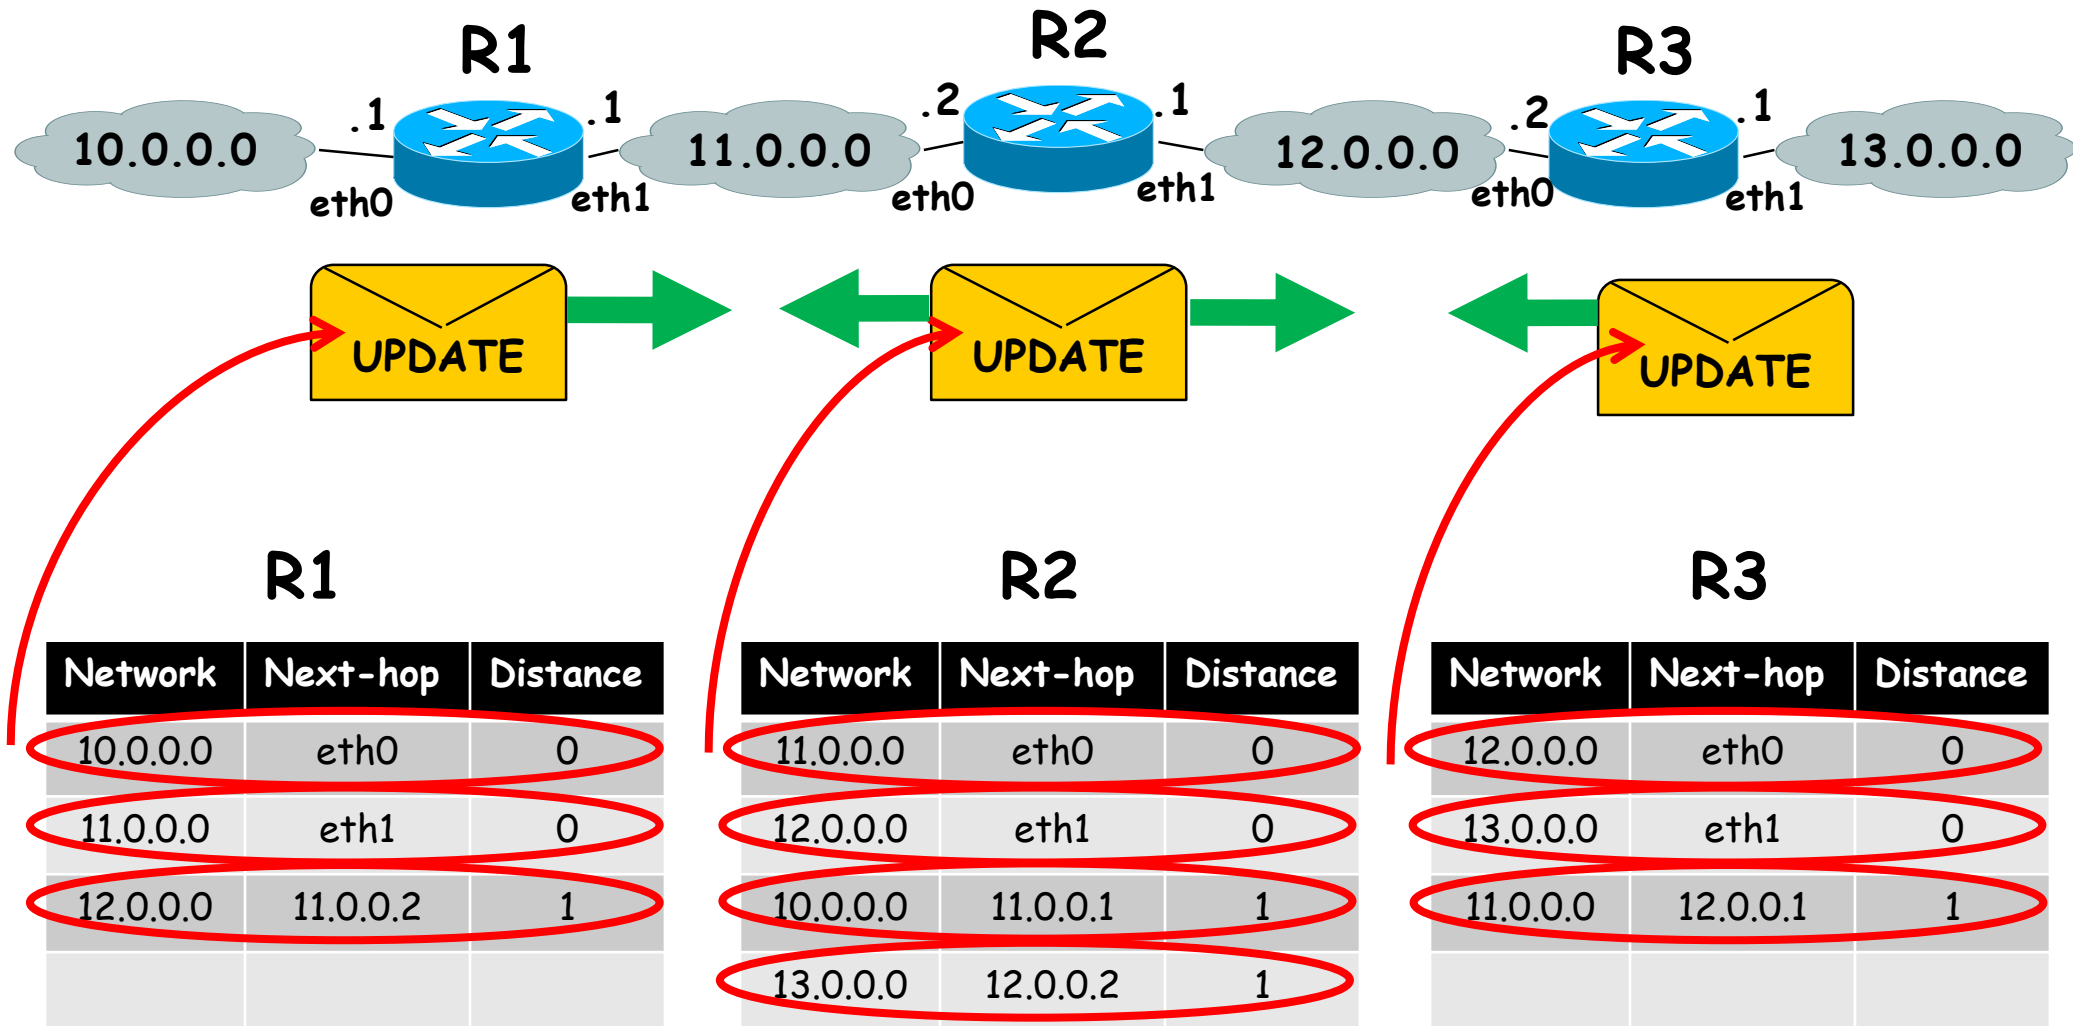 R1 R2 R3
.1 .1 .2 .1 .2 .1
10.0.0.0 11.0.0.0 12.0.0.0 13.0.0.0
eth0 eth1 eth0 eth1 eth0 eth1
UPDATE UPDATE UPDATE
R1
Network Next-hop Distance
10.0.0.0 eth0 0
11.0.0.0 eth1 0
12.0.0.0 11.0.0.2 1
R2
Network Next-hop Distance
11.0.0.0 eth0 0
12.0.0.0 eth1 0
10.0.0.0 11.0.0.1 1
13.0.0.0 12.0.0.2 1
R3
Network Next-hop Distance
12.0.0.0 eth0 0
13.0.0.0 eth1 0
11.0.0.0 12.0.0.1 1